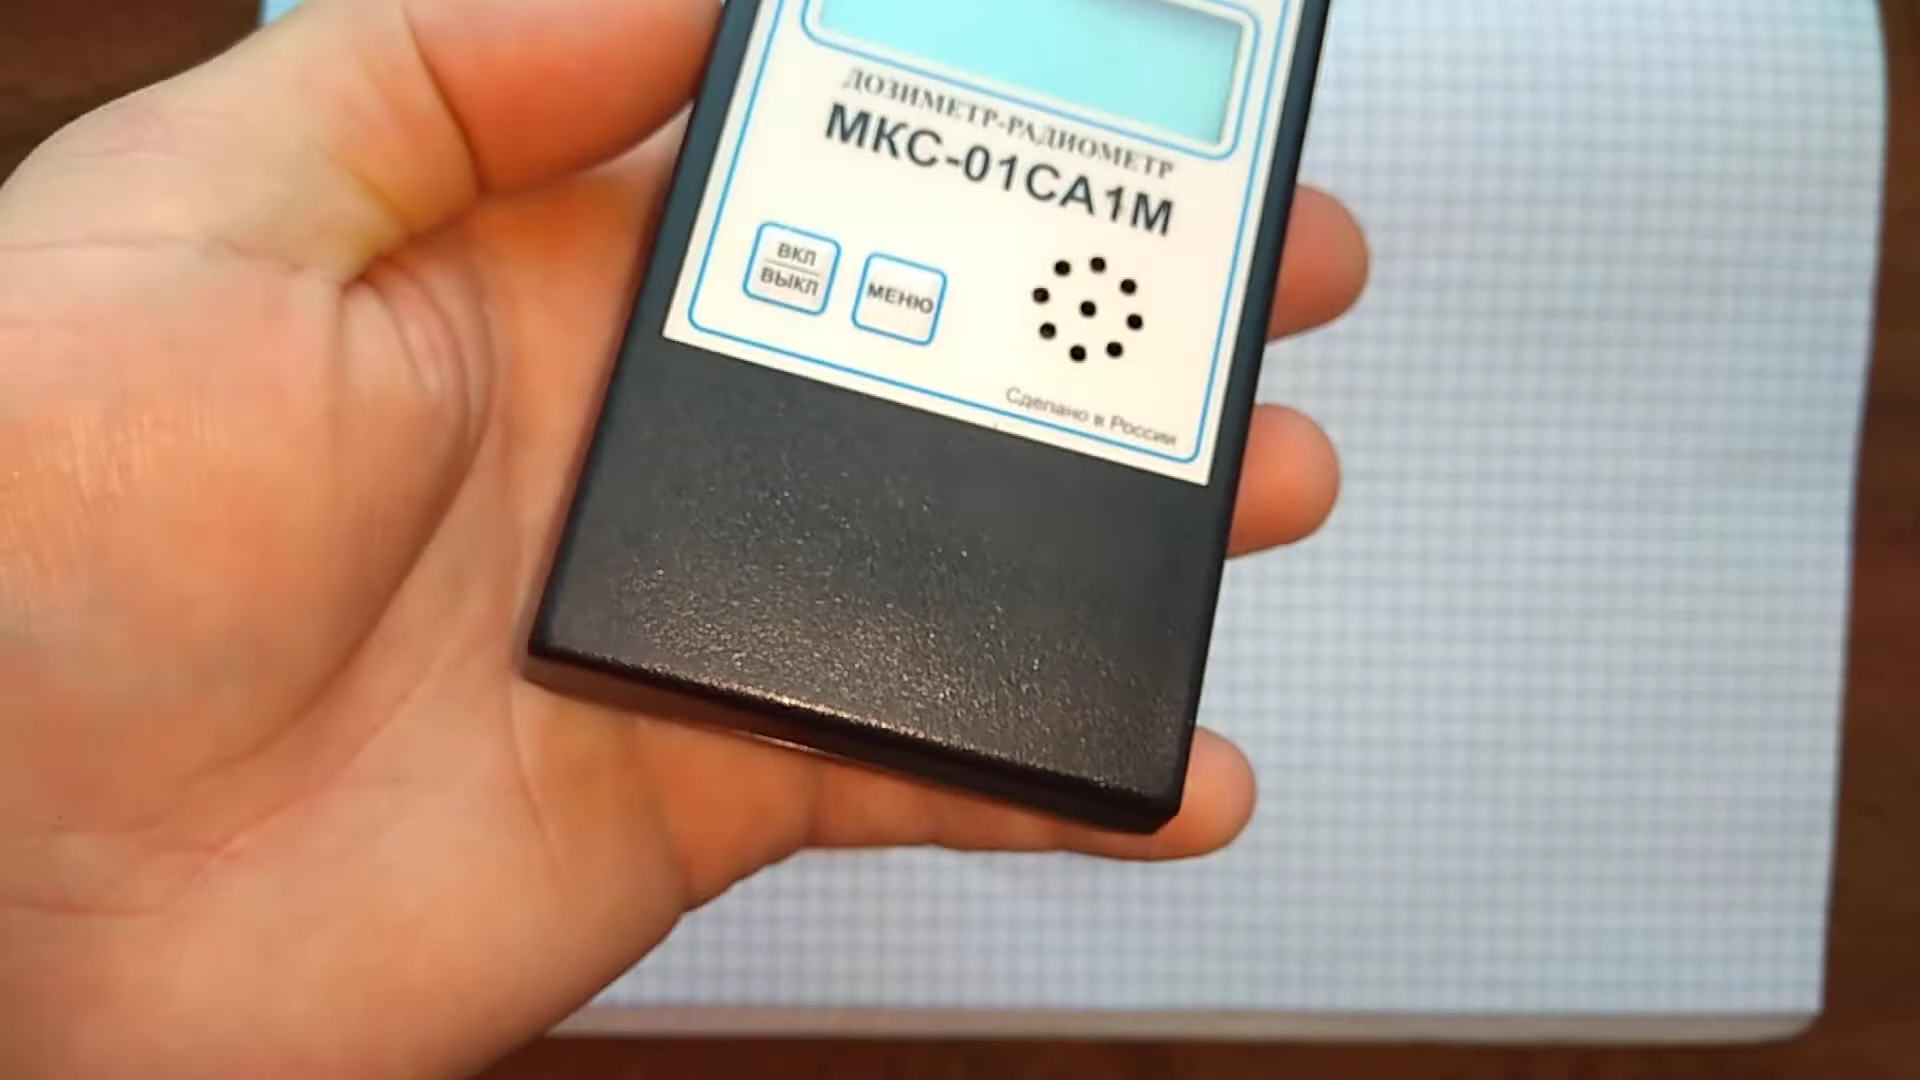 ДОЗИМЕТР-РАДИОМЕТР
МКС-01СА1М
ВКЛ
ВЫКЛ
МЕНЮ
Сделано в России